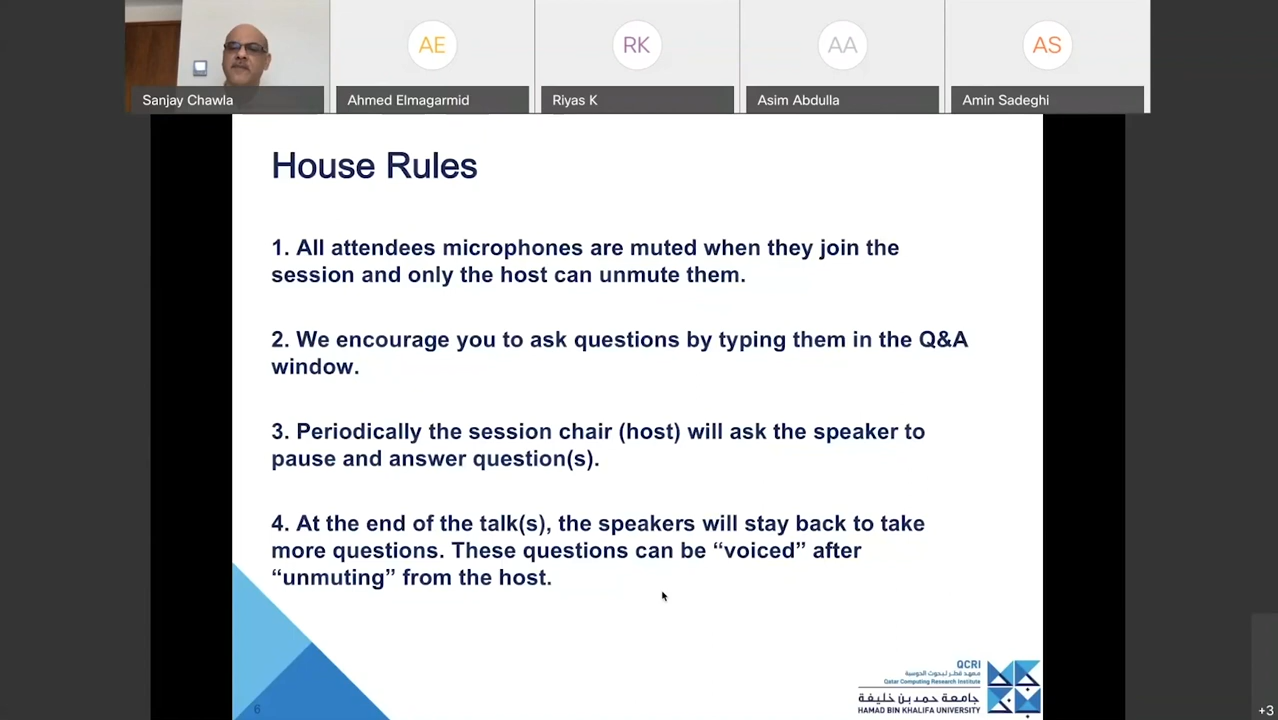 AE
RK
AA
AS
Sanjay Chawla
Ahmed Elmagarmid
Riyas K
Asim Abdulla
Amin Sadeghi
House Rules
1. All attendees microphones are muted when they join the
session and only the host can unmute them.
2. We encourage you to ask questions by typing them in the Q&A
window.
3. Periodically the session chair (host) will ask the speaker to
pause and answer question(s).
4. At the end of the talk(s), the speakers will stay back to take
more questions. These questions can be “voiced” after
“unmuting” from the host.
QCRI
معهد قطر لبحوث الحوسبة
Qatar Computing Research Institute
جامعة حمد بن خليفة
HAMAD BIN KHALIFA UNIVERSITY
6
+3